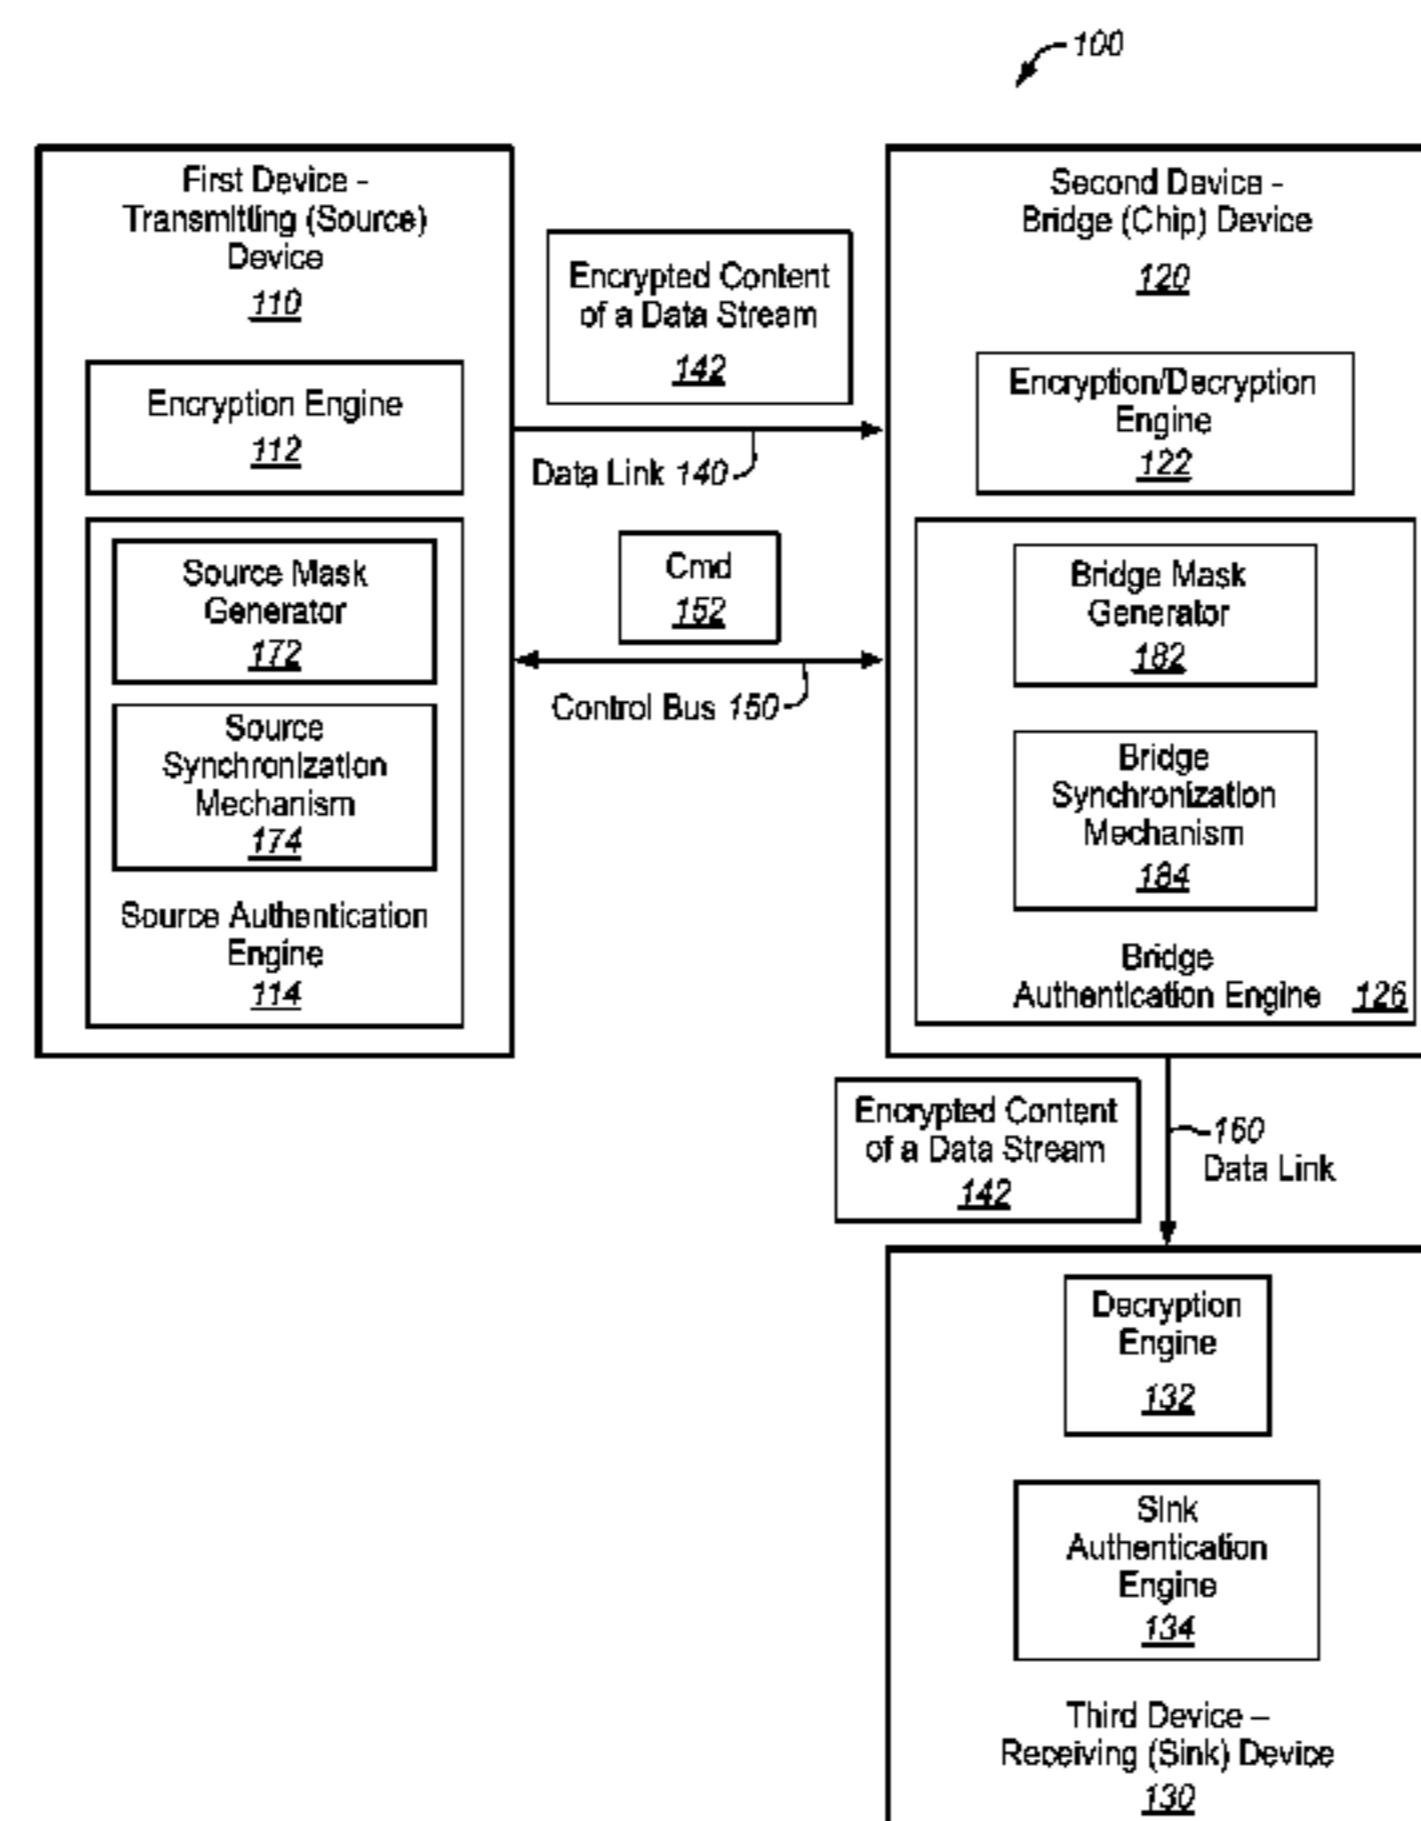 100
First Device -
Transmitting (Source)
Device
110
Encryption Engine
112
Source Mask
Generator
172
Source
Synchronization
Mechanism
174
Source Authentication
Engine
114
Encrypted Content
of a Data Stream
142
Data Link 140
Cmd
152
Control Bus 150
Second Device -
Bridge (Chip) Device
120
Encryption/Decryption
Engine
122
Bridge Mask
Generator
182
Bridge
Synchronization
Mechanism
184
Bridge
Authentication Engine 126
Encrypted Content
of a Data Stream
142
160
Data Link
Decryption
Engine
132
Sink
Authentication
Engine
134
Third Device –
Receiving (Sink) Device
130